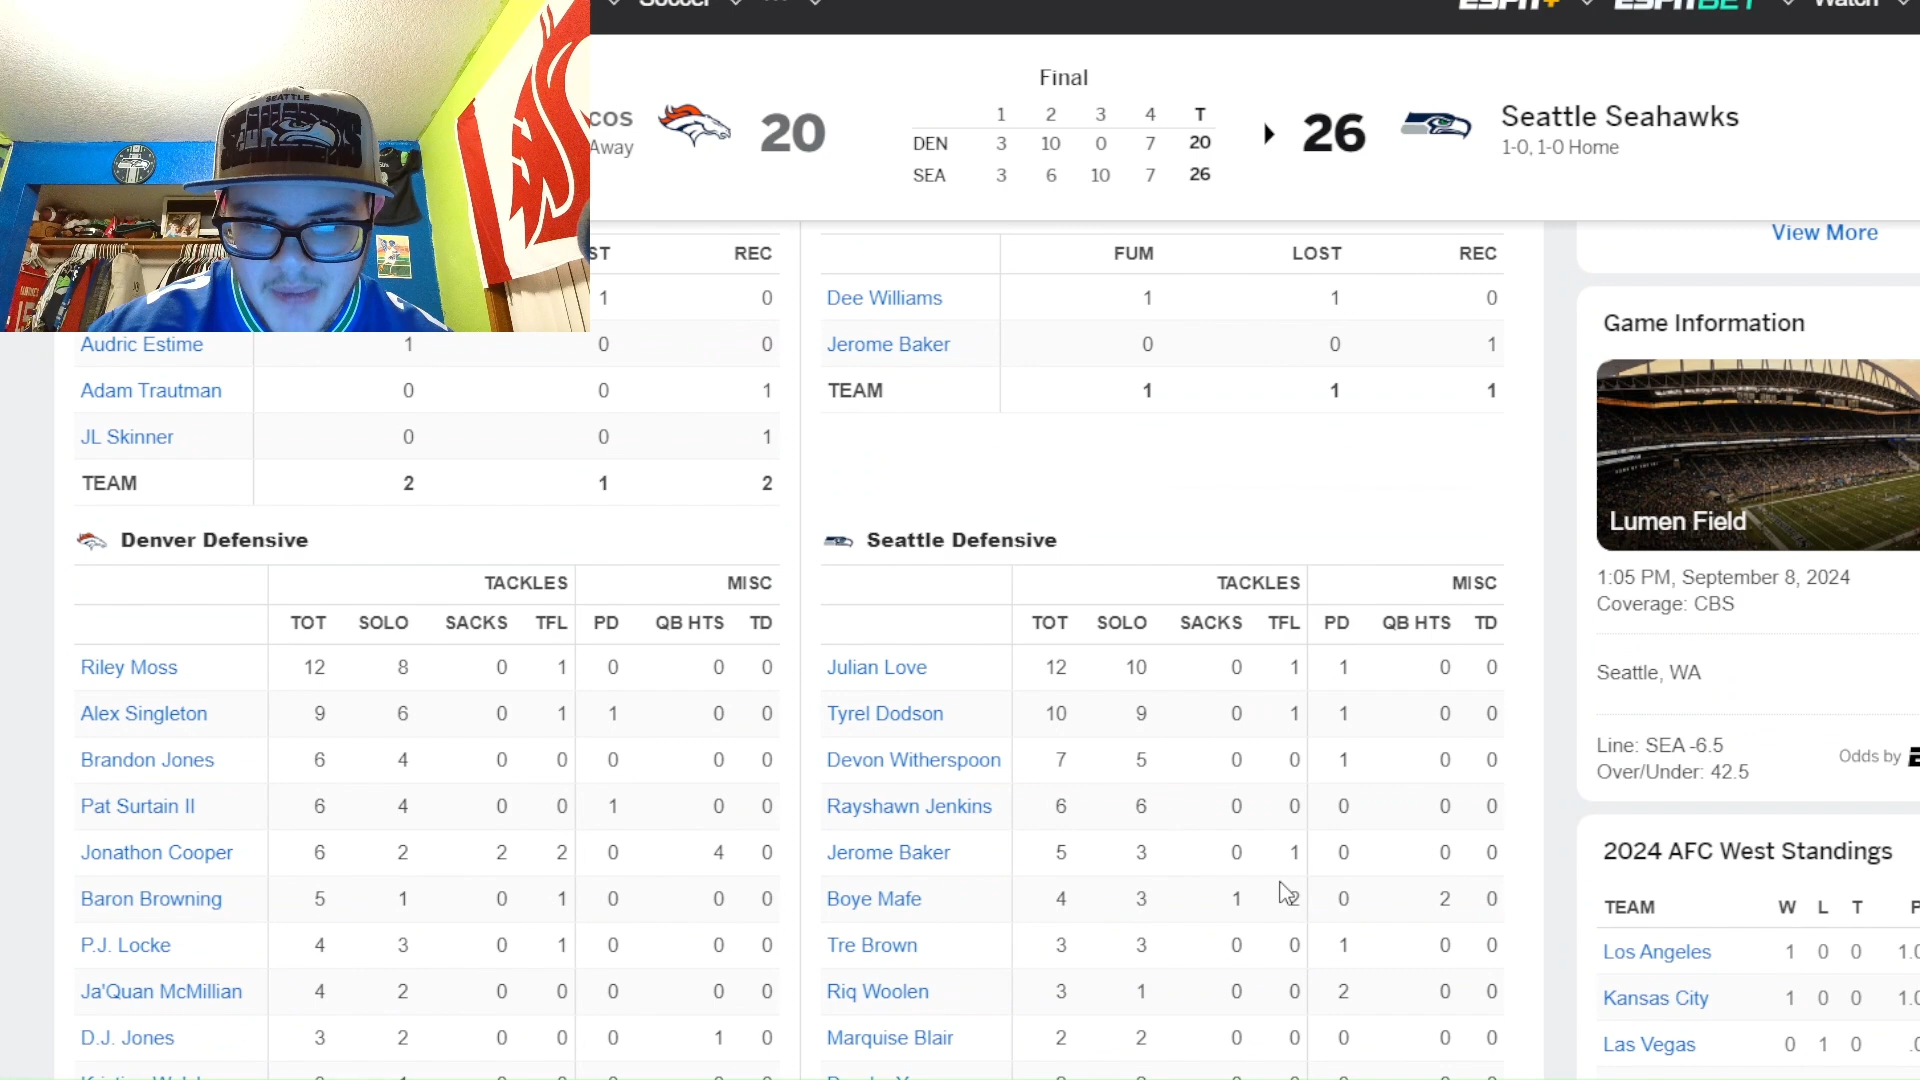 Soccer ESPN+ ESPN BET Watch
SEATTLE
Final
cos 20 1 2 3 4 T 26 Seattle Seahawks
Away DEN 3 10 0 7 20 1-0, 1-0 Home
SEA 3 6 10 7 26
ST REC
1 0
Audric Estime 1 0 0
Adam Trautman 0 0 1
JL Skinner 0 0 1
TEAM 2 1 2
FUM LOST REC
Dee Williams 1 1 0
Jerome Baker 0 0 1
TEAM 1 1 1
Denver Defensive
TACKLES MISC
TOT SOLO SACKS TFL PD QB HTS TD
Riley Moss 12 8 0 1 0 0 0
Alex Singleton 9 6 0 1 1 0 0
Brandon Jones 6 4 0 0 0 0 0
Pat Surtain II 6 4 0 0 1 0 0
Jonathon Cooper 6 2 2 2 0 4 0
Baron Browning 5 1 0 1 0 0 0
P.J. Locke 4 3 0 1 0 0 0
Ja'Quan McMillian 4 2 0 0 0 0 0
D.J. Jones 3 2 0 0 0 1 0
Seattle Defensive
TACKLES MISC
TOT SOLO SACKS TFL PD QB HTS TD
Julian Love 12 10 0 1 1 0 0
Tyrel Dodson 10 9 0 1 1 0 0
Devon Witherspoon 7 5 0 0 1 0 0
Rayshawn Jenkins 6 6 0 0 0 0 0
Jerome Baker 5 3 0 1 0 0 0
Boye Mafe 4 3 1 2 0 2 0
Tre Brown 3 3 0 0 1 0 0
Riq Woolen 3 1 0 0 2 0 0
Marquise Blair 2 2 0 0 0 0 0
View More
Game Information
Lumen Field
1:05 PM, September 8, 2024
Coverage: CBS
Seattle, WA
Line: SEA -6.5
Over/Under: 42.5
Odds by
2024 AFC West Standings
TEAM W L T P
Los Angeles 1 0 0 1.0
Kansas City 1 0 0 1.0
Las Vegas 0 1 0 .0